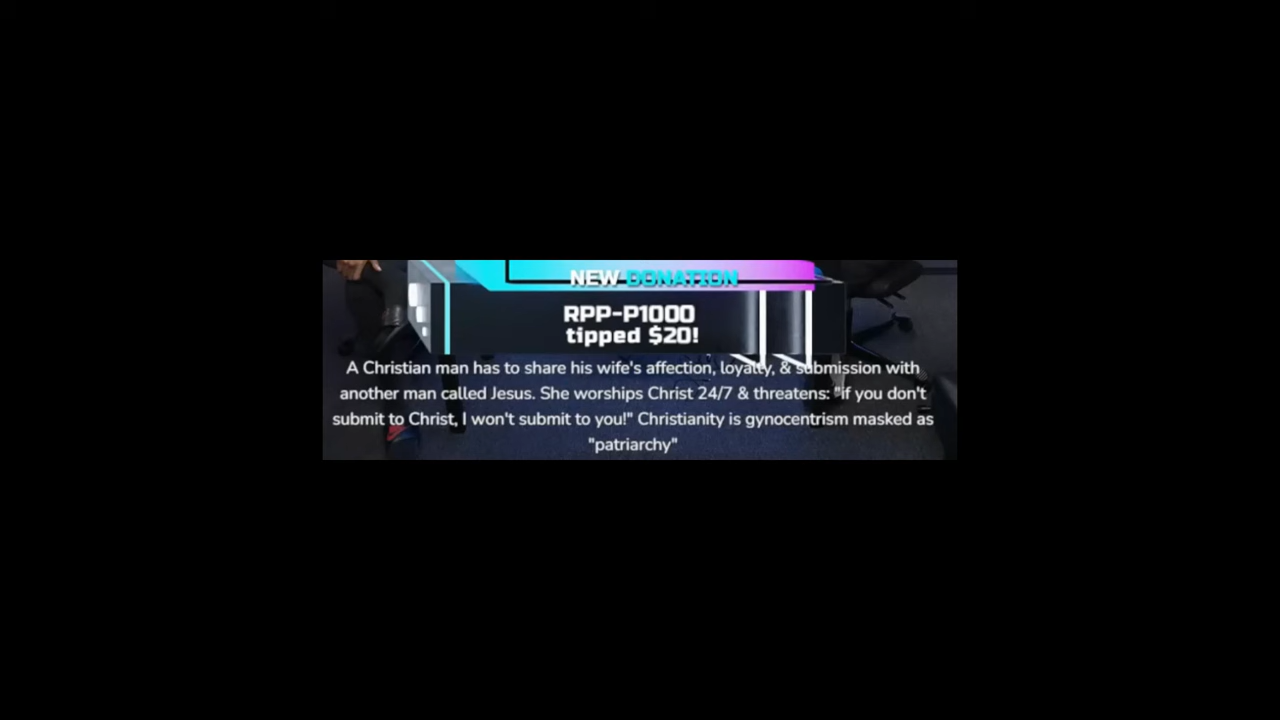 NEW DONATION
RPP-P1000
tipped $20!
A Christian man has to share his wife's affection, loyalty, & submission with
another man called Jesus. She worships Christ 24/7 & threatens: "if you don't
submit to Christ, I won't submit to you!" Christianity is gynocentrism masked as
"patriarchy"